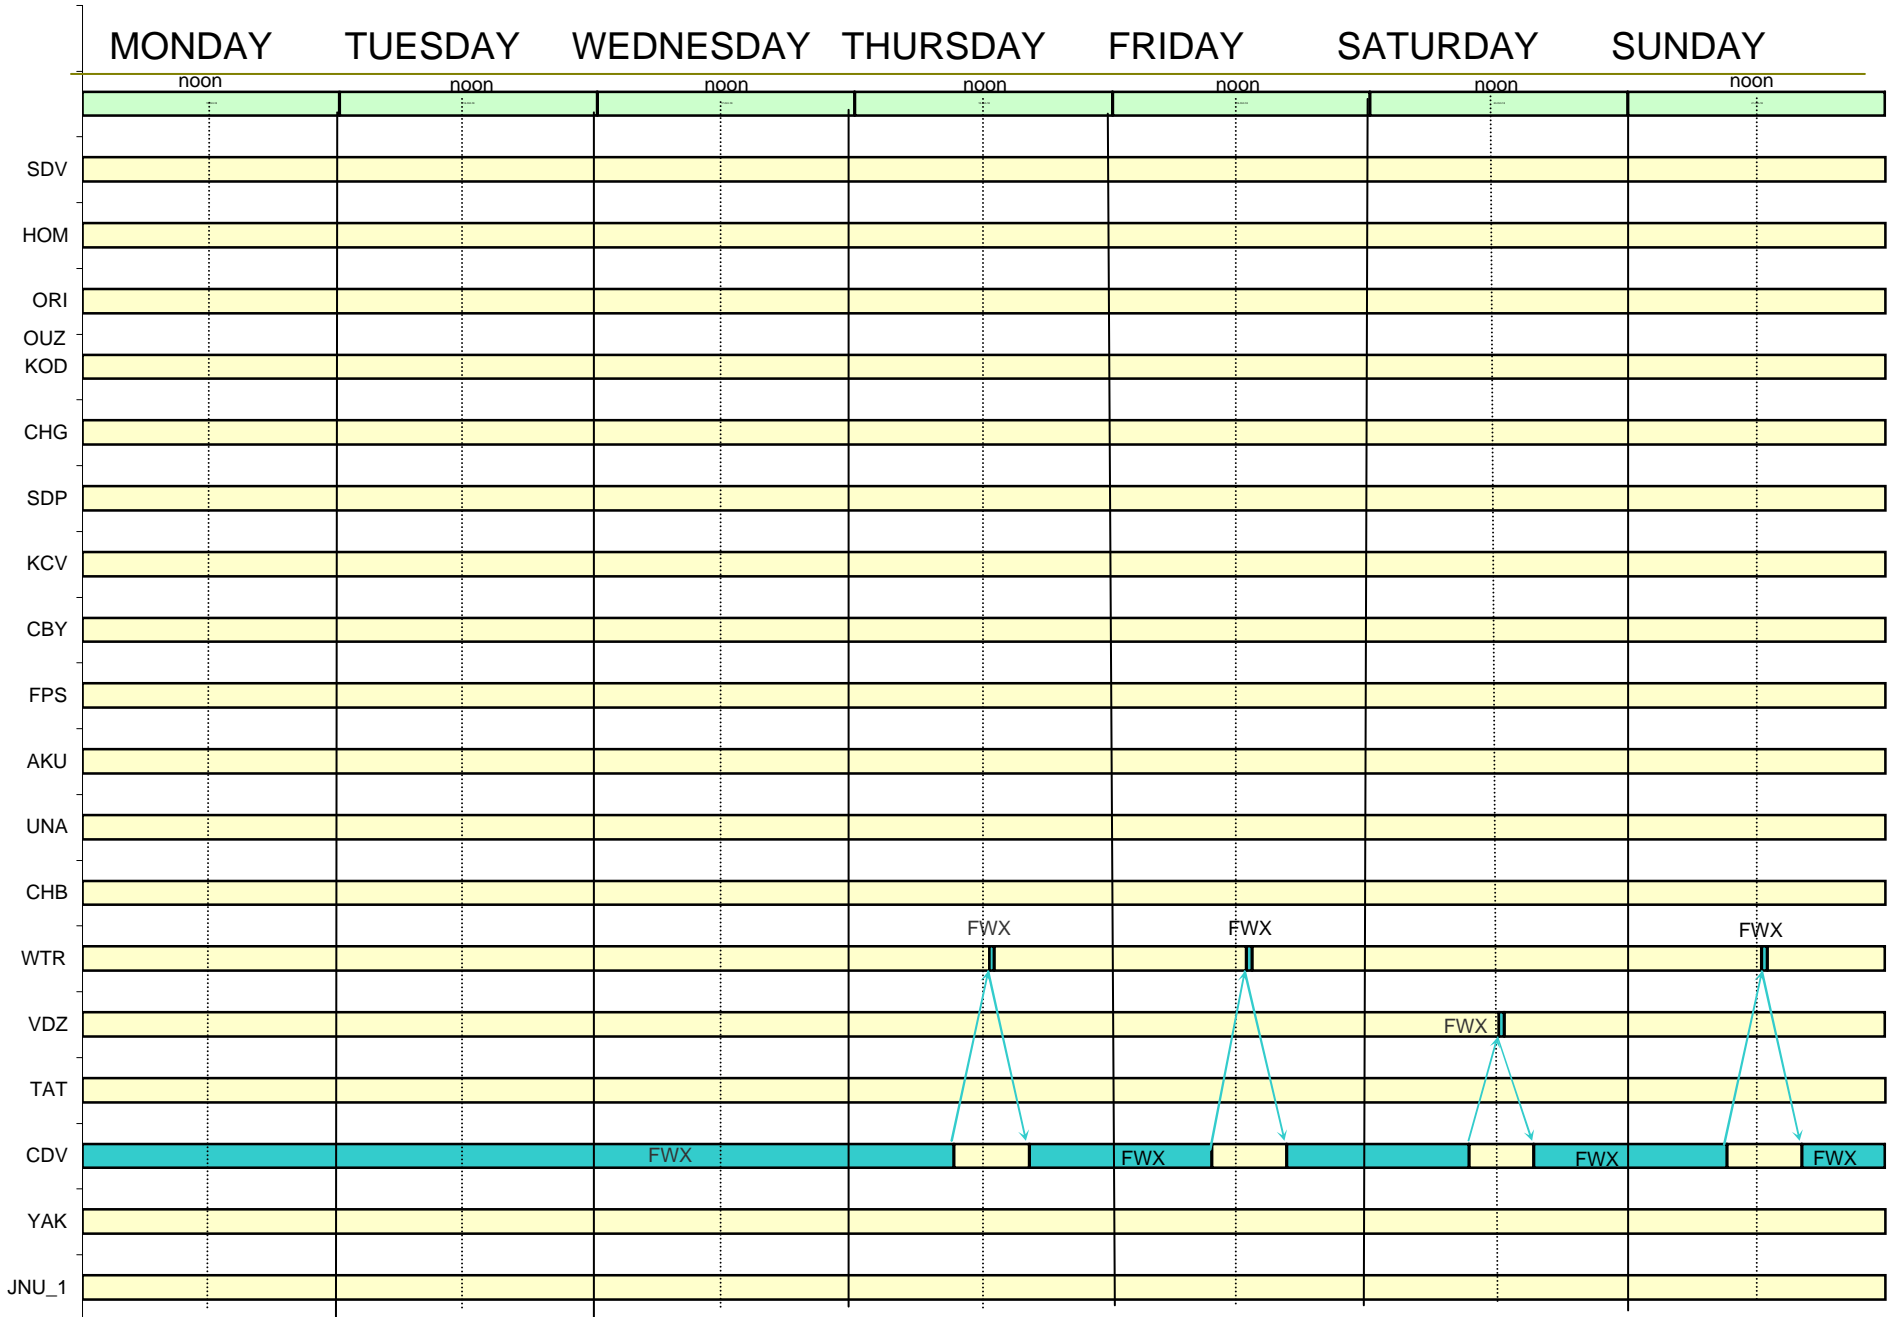 MONDAY TUESDAY WEDNESDAY THURSDAY FRIDAY SATURDAY SUNDAY
noon noon noon noon noon noon noon
SDV
HOM
ORI
OUZ
KOD
CHG
SDP
KCV
CBY
FPS
AKU
UNA
CHB
FWX FWX FWX
WTR
VDZ FWX
TAT
CDV FWX FWX FWX FWX
YAK
JNU_1